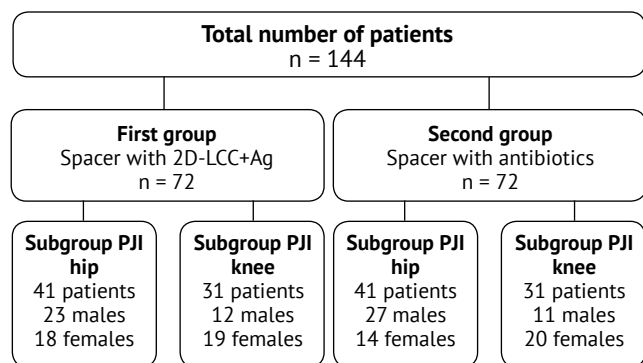 Total number of patients
n = 144
First group
Spacer with 2D-LCC+Ag
n = 72
Second group
Spacer with antibiotics
n = 72
Subgroup PJI
hip
41 patients
23 males
18 females
Subgroup PJI
knee
31 patients
12 males
19 females
Subgroup PJI
hip
41 patients
27 males
14 females
Subgroup PJI
knee
31 patients
11 males
20 females